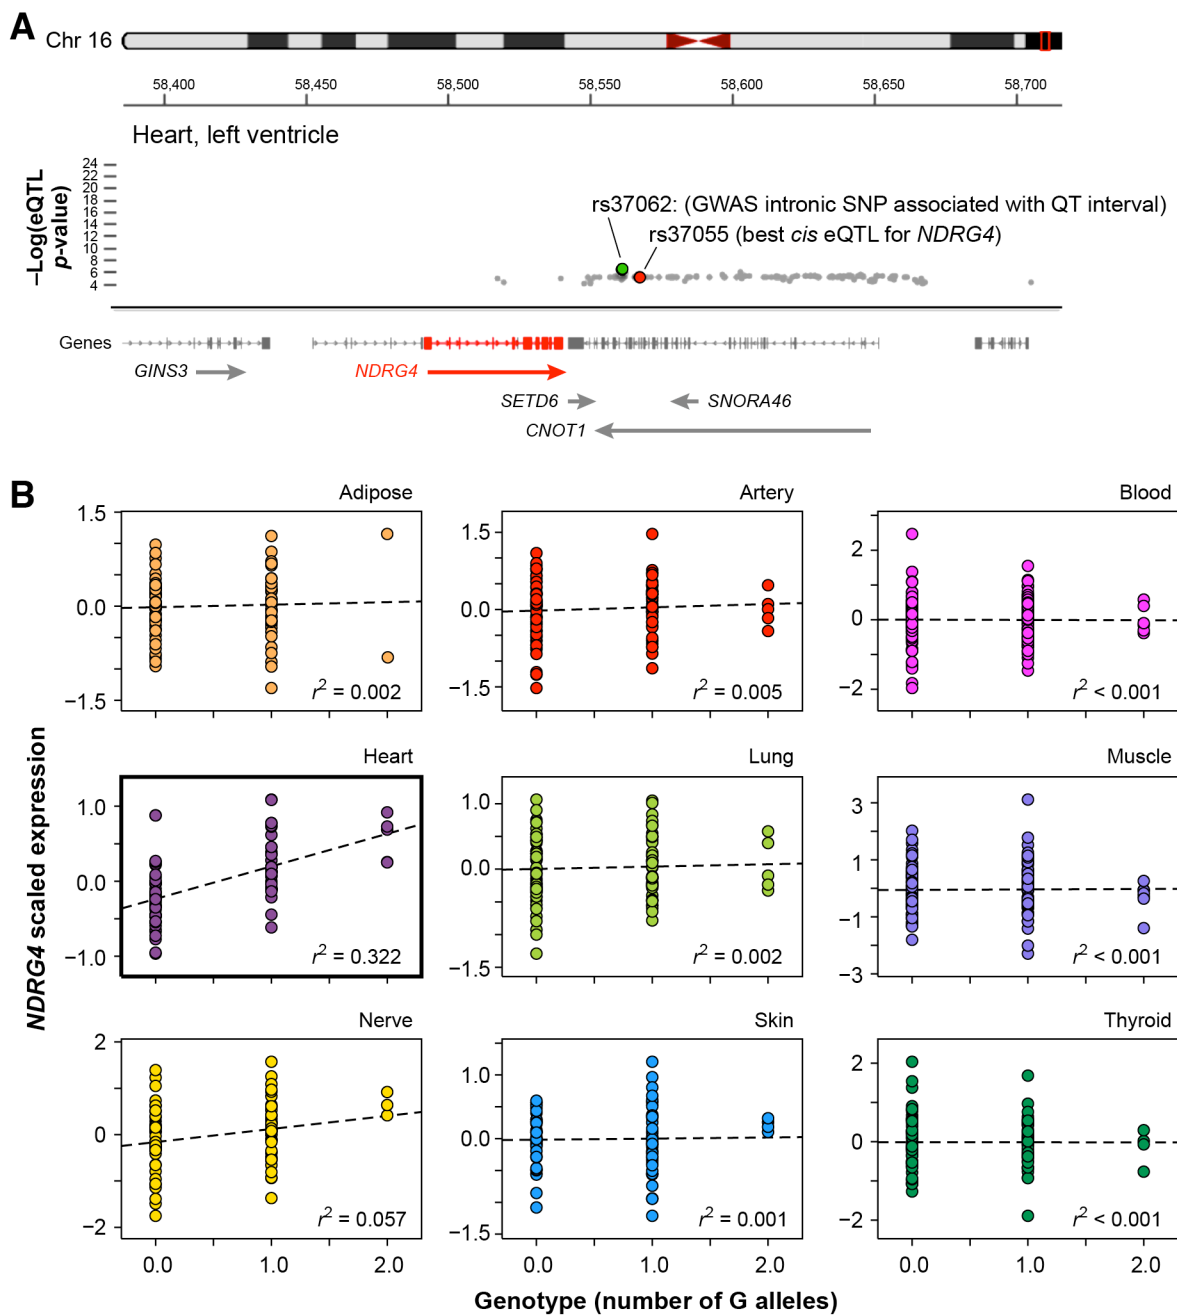 A
Chr 16
58,400 58,450 58,500 58,550 58,600 58,650 58,700
Heart, left ventricle
−Log(eQTL
p-value)
24
22
20
18
16
14
12
10
8
6
4
rs37062: (GWAS intronic SNP associated with QT interval)
rs37055 (best cis eQTL for NDRG4)
Genes
GINS3
NDRG4
SETD6
SNORA46
CNOT1
B
NDRG4 scaled expression
Adipose
1.5
0.0
−1.5
r² = 0.002
Artery
1.5
0.0
−1.5
r² = 0.005
Blood
2
0
−2
r² < 0.001
Heart
1.0
0.0
−1.0
r² = 0.322
Lung
1.0
0.0
−1.5
r² = 0.002
Muscle
3
1
−1
−3
r² < 0.001
Nerve
2
0
−2
r² = 0.057
Skin
1.0
0.0
−1.5
r² = 0.001
Thyroid
2
0
−2
r² < 0.001
0.0 1.0 2.0 0.0 1.0 2.0 0.0 1.0 2.0
Genotype (number of G alleles)